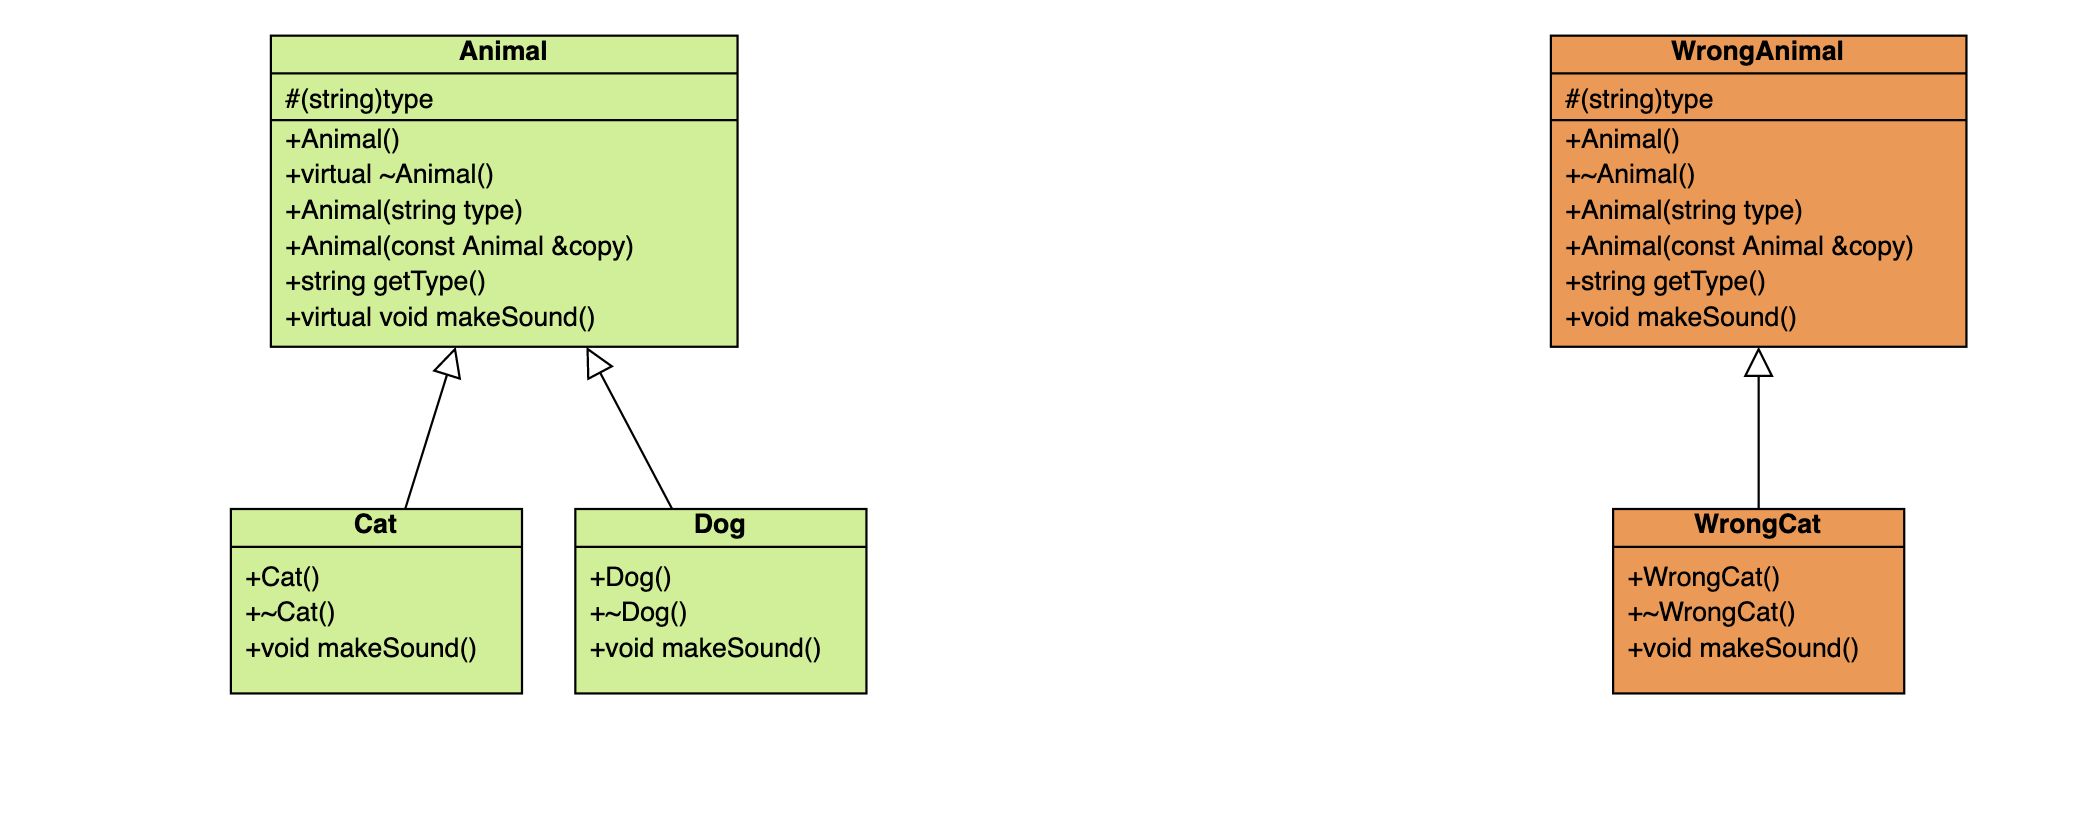 Animal
#(string)type
+Animal()
+virtual ~Animal()
+Animal(string type)
+Animal(const Animal &copy)
+string getType()
+virtual void makeSound()
Cat
+Cat()
+~Cat()
+void makeSound()
Dog
+Dog()
+~Dog()
+void makeSound()
WrongAnimal
#(string)type
+Animal()
+~Animal()
+Animal(string type)
+Animal(const Animal &copy)
+string getType()
+void makeSound()
WrongCat
+WrongCat()
+~WrongCat()
+void makeSound()